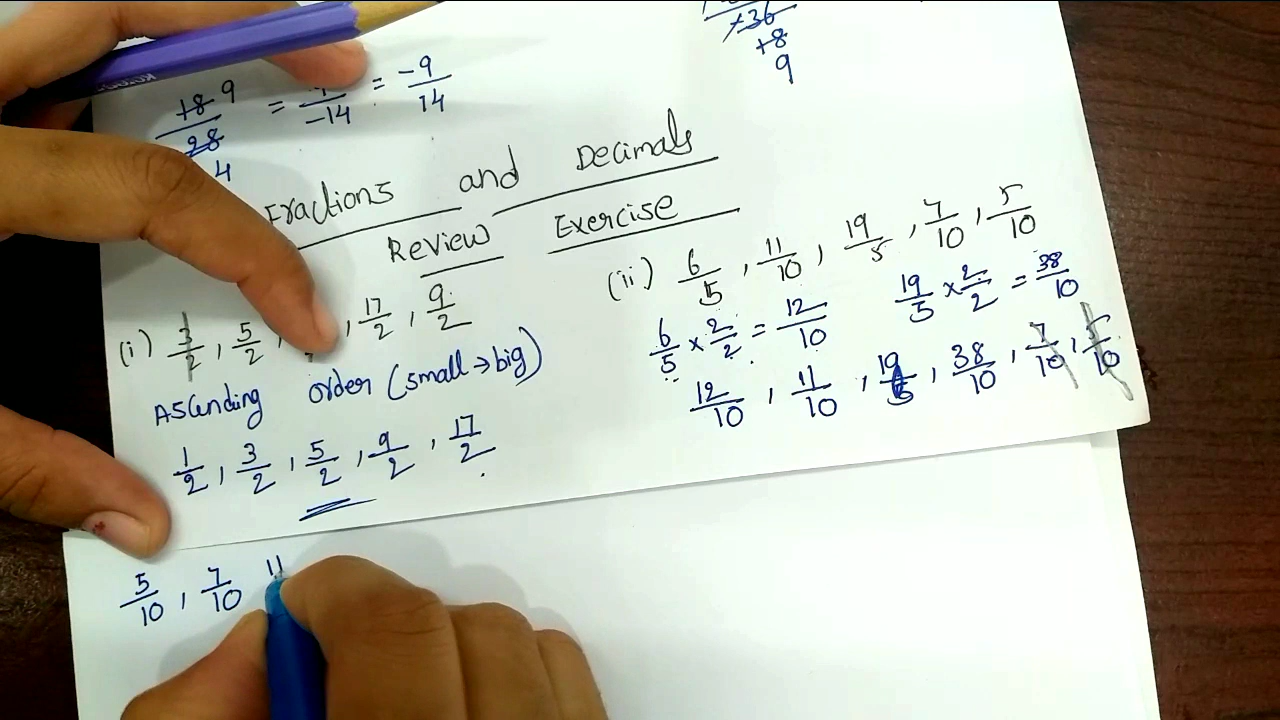 +8 9
28
4
= 9/-14 = -9/14
-36
+8
9
Fractions and Decimals
Review Exercise
(i) 3/2, 5/2, , 17/2, 9/2
Ascending order (small → big)
1/2, 3/2, 5/2, 9/2, 17/2
(ii) 6/5, 11/10, 19/5, 7/10, 5/10
6/5 × 2/2 = 12/10
19/5 × 2/2 = 38/10
12/10, 11/10, 19/5, 38/10, 7/10, 5/10
5/10, 7/10 11